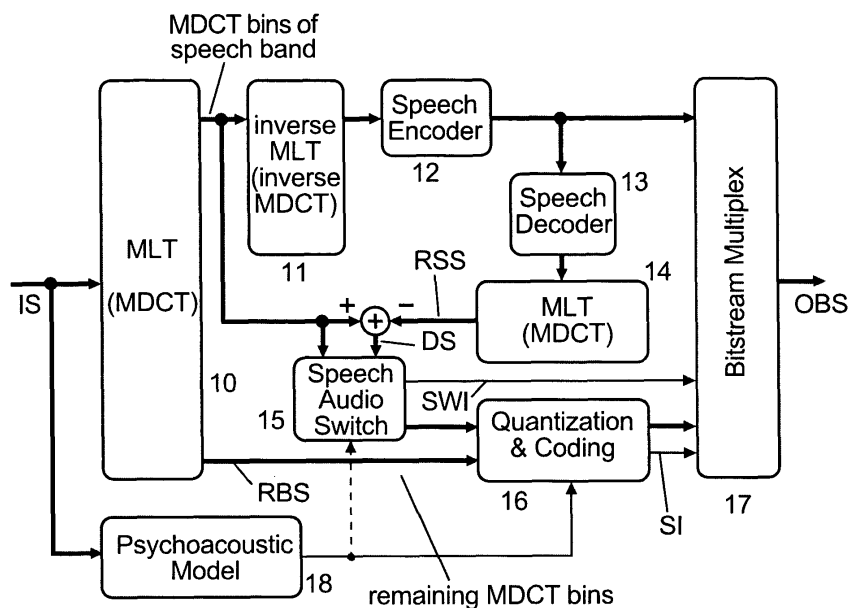 MDCT bins of
speech band
inverse
MLT
(inverse
MDCT)
11
Speech
Encoder
12
13
Speech
Decoder
MLT
(MDCT)
10
IS
RSS
14
MLT
(MDCT)
+
−
+
DS
Bitstream Multiplex
17
OBS
15
Speech
Audio
Switch
SWI
Quantization
& Coding
16
RBS
SI
Psychoacoustic
Model
18
remaining MDCT bins